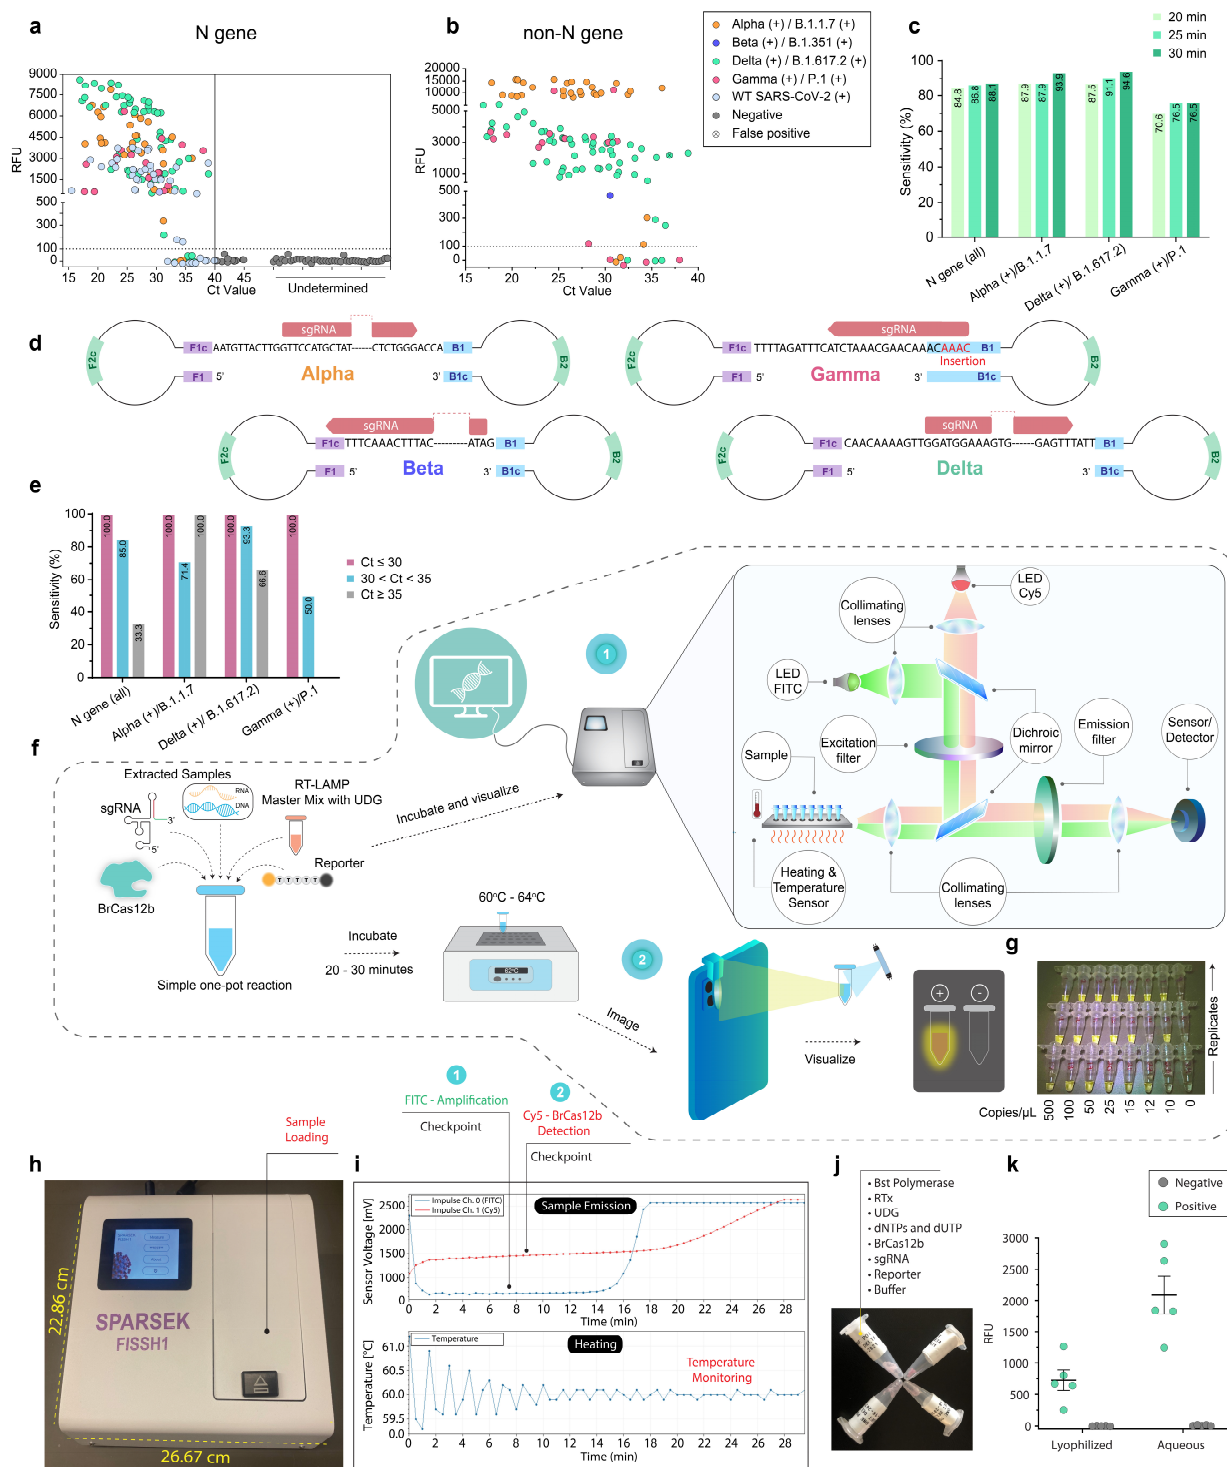 a
N gene
RFU
9000
7500
6000
4500
3000
1500
500
300
100
0
15 20 25 30 35 40 45
Ct Value
Undetermined
b
non-N gene
RFU
20000
15000
10000
5000
3000
1000
500
300
100
0
15 20 25 30 35 40
Ct Value
Alpha (+) / B.1.1.7 (+)
Beta (+) / B.1.351 (+)
Delta (+) / B.1.617.2 (+)
Gamma (+) / P.1 (+)
WT SARS-CoV-2 (+)
Negative
False positive
c
20 min
25 min
30 min
Sensitivity (%)
100
80
60
40
20
0
84.8 86.8 88.1
87.9 87.9 93.9
87.5 91.1 94.6
70.6 76.5 76.5
N gene (all)
Alpha (+)/B.1.1.7
Delta (+)/ B.1.617.2)
Gamma (+)/P.1
d
sgRNA
F1c AATGTTACTTGGTTCCATGCTAT------CTCTGGGACCA B1
F2c
B2
F1 5'
3' B1c
Alpha
sgRNA
F1c TTTTAGATTTCATCTAAACGAACAAACAAAC B1
Insertion
F2c
B2
F1 5'
3' B1c
Gamma
sgRNA
F1c TTTCAAACTTTAC---------ATAG B1
F2c
B2
F1 5'
3' B1c
Beta
sgRNA
F1c CAACAAAAGTTGGATGGAAAGTG------GAGTTTATT B1
F2c
B2
F1 5'
3' B1c
Delta
e
Sensitivity (%)
100
80
60
40
20
0
100.0 85.0 33.3
100.0 71.4 100.0
100.0 93.3 66.6
100.0 50.0
Ct ≤ 30
30 < Ct < 35
Ct ≥ 35
N gene (all)
Alpha (+)/B.1.1.7
Delta (+)/ B.1.617.2)
Gamma (+)/P.1
f
Extracted Samples
RNA
DNA
RT-LAMP
Master Mix with UDG
sgRNA
3'
5'
BrCas12b
Reporter
T T T T T
Simple one-pot reaction
Incubate and visualize
Incubate
20 - 30 minutes
60°C - 64°C
62°C
1
2
Image
Visualize
+ -
LED
Cy5
Collimating
lenses
LED
FITC
Excitation
filter
Dichroic
mirror
Emission
filter
Sensor/
Detector
Sample
Heating &
Temperature
Sensor
Collimating
lenses
g
Replicates
Copies/µL
500 100 50 25 15 12 10 0
h
Sample
Loading
SPARSEK
FISSH1
SPARSEK
FISSH1
22.86 cm
26.67 cm
1
FITC - Amplification
Checkpoint
2
Cy5 - BrCas12b
Detection
Checkpoint
i
Impulse Ch. 0 (FITC)
Impulse Ch. 1 (Cy5)
Sample Emission
Sensor Voltage [mV]
2500
2000
1500
1000
0 2 4 6 8 10 12 14 16 18 20 22 24 26 28
Time (min)
Temperature
Heating
Temperature
Monitoring
Temperature [°C]
61.0
60.5
60.0
59.5
59.0
0 2 4 6 8 10 12 14 16 18 20 22 24 26 28
Time (min)
j
• Bst Polymerase
• RTx
• UDG
• dNTPs and dUTP
• BrCas12b
• sgRNA
• Reporter
• Buffer
k
Negative
Positive
RFU
3000
2500
2000
1500
1000
500
0
Lyophilized
Aqueous